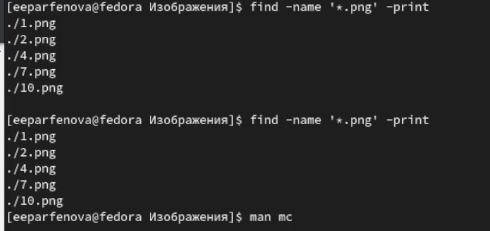 [eeparfenova@fedora Изображения]$ find -name '*.png' -print
./1.png
./2.png
./4.png
./7.png
./10.png
[eeparfenova@fedora Изображения]$ find -name '*.png' -print
./1.png
./2.png
./4.png
./7.png
./10.png
[eeparfenova@fedora Изображения]$ man mc